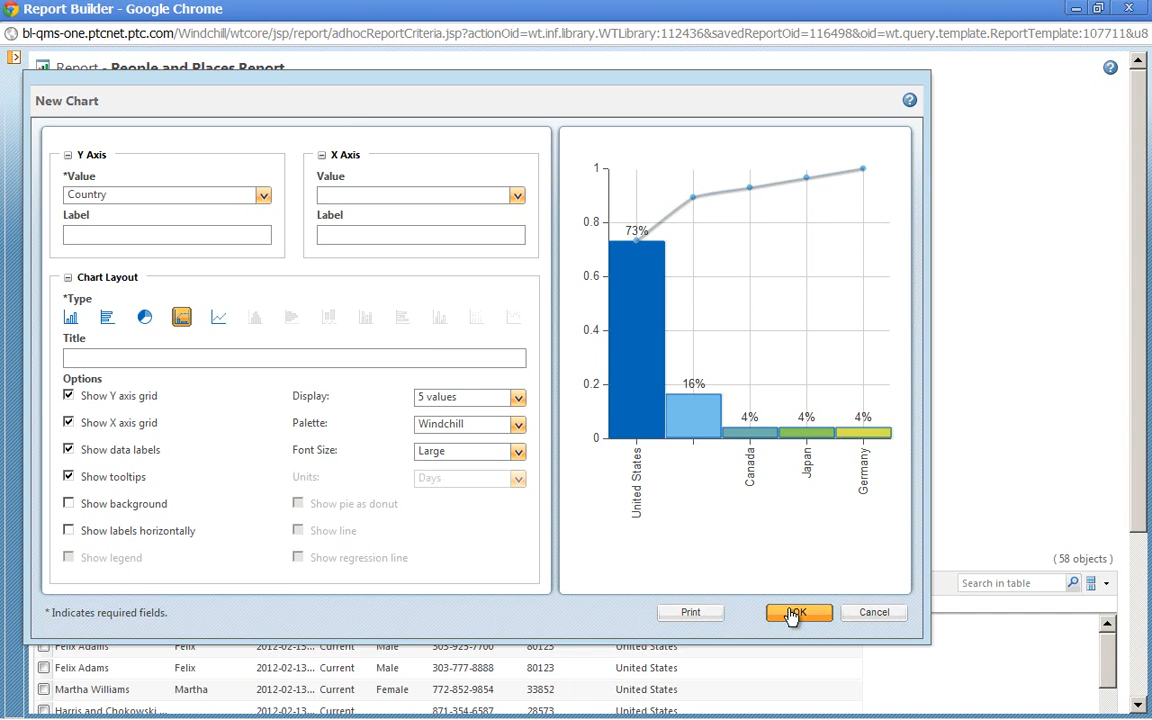 Report Builder - Google Chrome
bl-qms-one.ptcnet.ptc.com/Windchill/wtcore/jsp/report/adhocReportCriteria.jsp?actionOid=wt.inf.library.WTLibrary:112436&savedReportOid=116498&oid=wt.query.template.ReportTemplate:107711&u8
Report - People and Places Report
New Chart
Y Axis
*Value
Country
Label
X Axis
Value
Label
Chart Layout
*Type
Title
Options
Show Y axis grid
Show X axis grid
Show data labels
Show tooltips
Show background
Show labels horizontally
Show legend
Display: 5 values
Palette: Windchill
Font Size: Large
Units: Days
Show pie as donut
Show line
Show regression line
1
0.8
0.6
0.4
0.2
0
73%
16%
4%
4%
4%
United States
Canada
Japan
Germany
* Indicates required fields.
Print
OK
Cancel
(58 objects)
Search in table
Felix Adams Felix 2012-02-13... Current Male 303-925-7700 80123 United States
Felix Adams Felix 2012-02-13... Current Male 303-777-8888 80123 United States
Martha Williams Martha 2012-02-13... Current Female 772-852-9854 33852 United States
Harris and Chokowski ... 2012-02-13... Current 871-354-6587 28573 United States